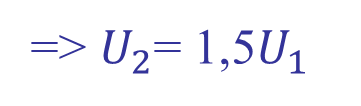 => U₂= 1,5U₁